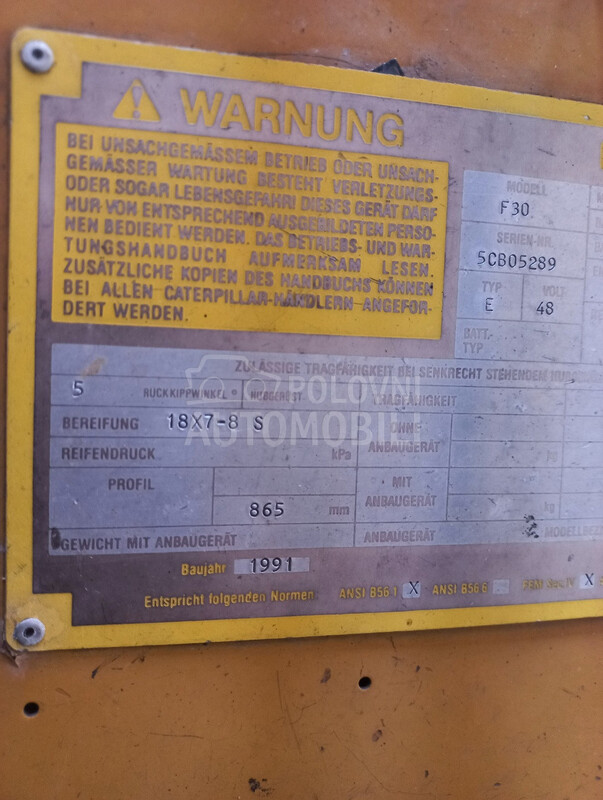 WARNUNG
BEI UNSACHGEMÄSSEM BETRIEB ODER UNSACH-
GEMÄSSER WARTUNG BESTEHT VERLETZUNGS-
ODER SOGAR LEBENSGEFAHR! DIESES GERÄT DARF
NUR VON ENTSPRECHEND AUSGEBILDETEN PERSO-
NEN BEDIENT WERDEN. DAS BETRIEBS- UND WAR-
TUNGSHANDBUCH AUFMERKSAM LESEN.
ZUSÄTZLICHE KOPIEN DES HANDBUCHS KÖNNEN
BEI ALLEN CATERPILLAR-HÄNDLERN ANGEFOR-
DERT WERDEN.
MODELL
F30
SERIEN-NR.
5CB05289
TYP VOLT
E 48
BATT.-
TYP
ZULÄSSIGE TRAGFÄHIGKEIT BEI SENKRECHT STEHENDEM
5 RÜCKKIPPWINKEL ° HUBGERÜST TRAGFÄHIGKEIT
POLOVNI
AUTOMOBILI
BEREIFUNG 18X7-8 S OHNE
ANBAUGERÄT
REIFENDRUCK kPa
PROFIL MIT
ANBAUGERÄT kg
865 mm
GEWICHT MIT ANBAUGERÄT ANBAUGERÄT
Baujahr 1991
Entspricht folgenden Normen ANSI B56 1 X ANSI B56 6 FEM Sec. IV X